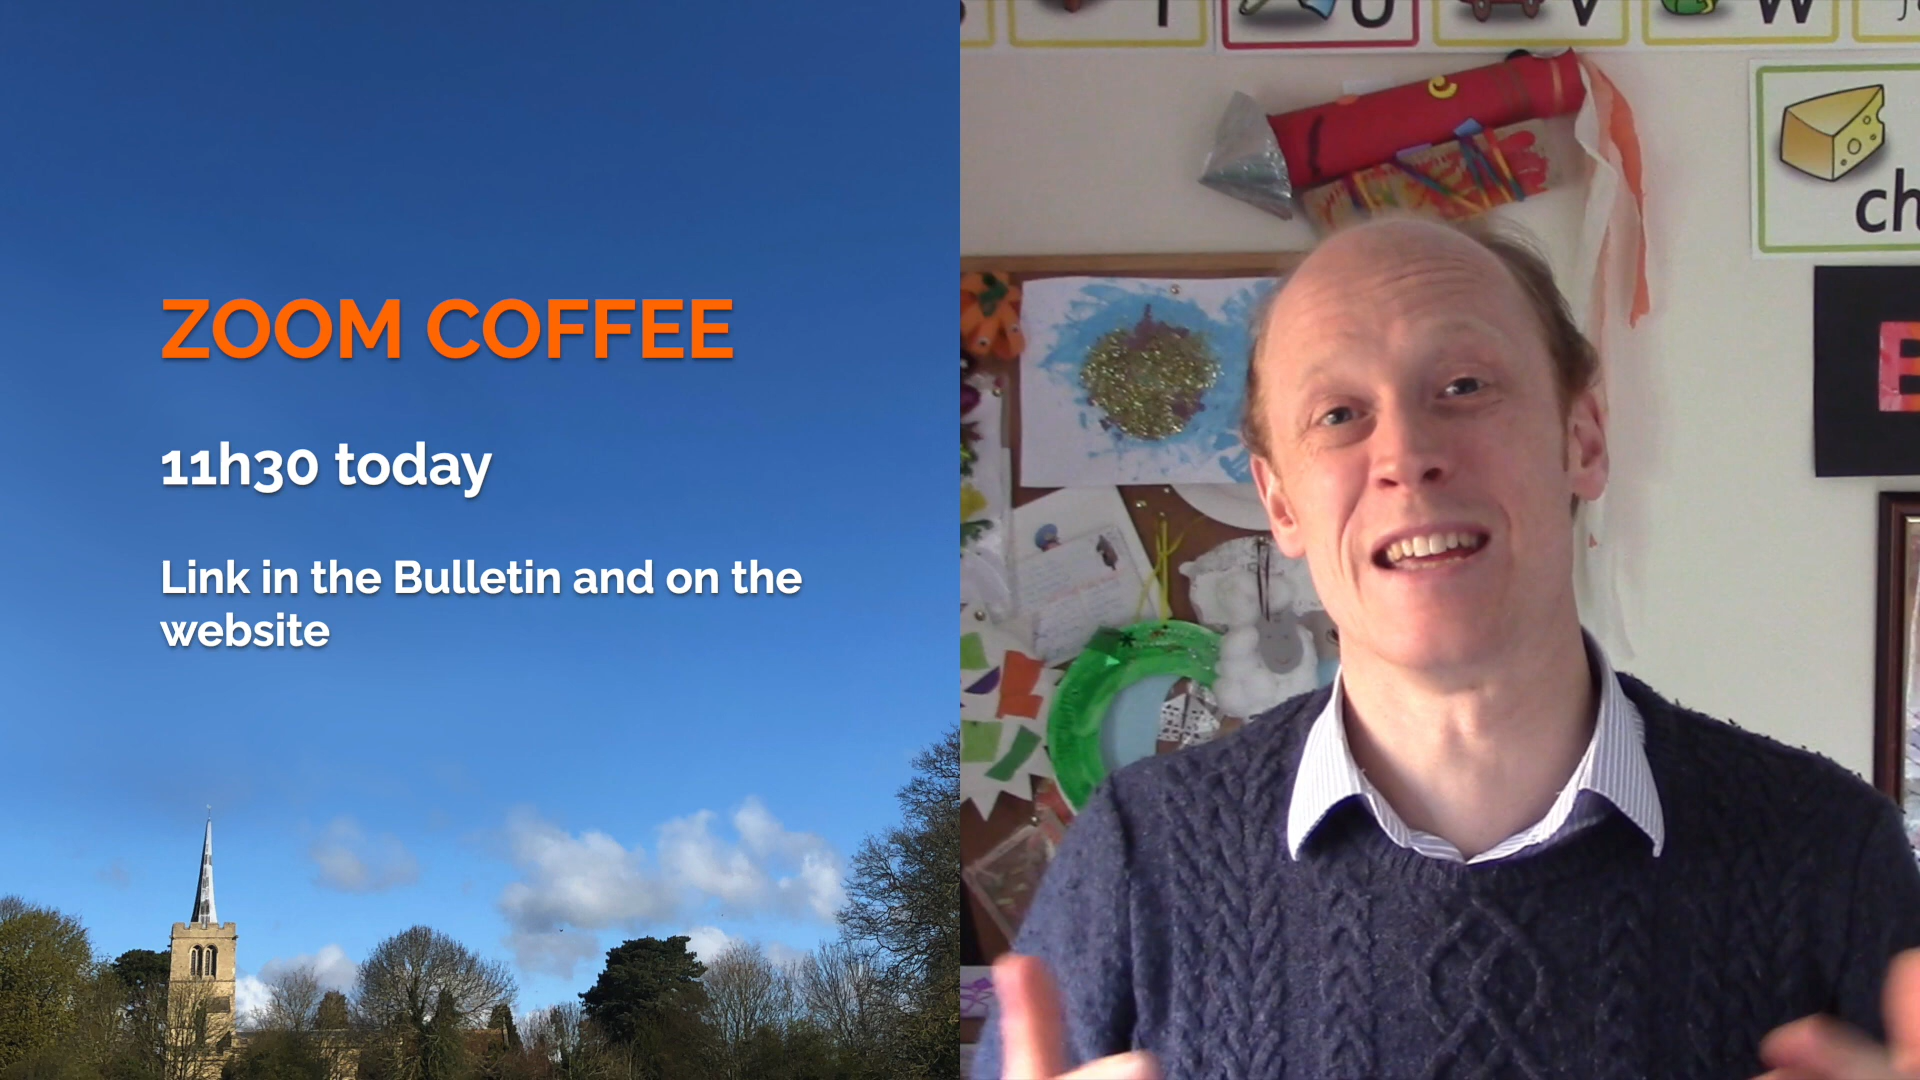 ZOOM COFFEE
11h30 today
Link in the Bulletin and on the
website
U
V
W
ch